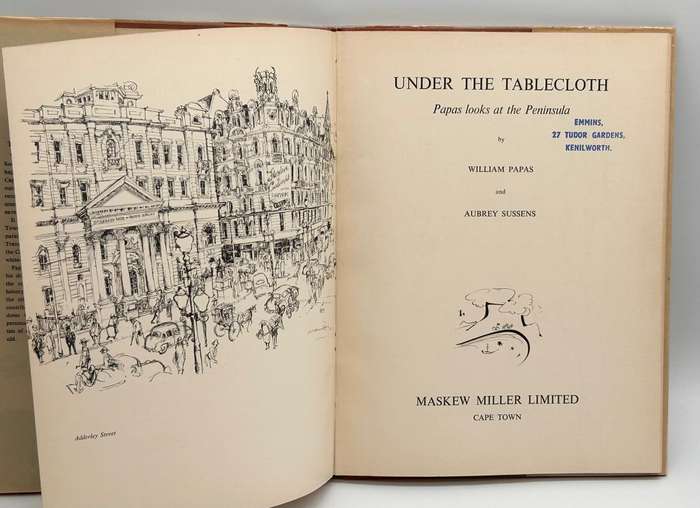 Adderley Street
UNDER THE TABLECLOTH
Papas looks at the Peninsula
EMMINS,
27 TUDOR GARDENS,
KENILWORTH.
by
WILLIAM PAPAS
and
AUBREY SUSSENS
MASKEW MILLER LIMITED
CAPE TOWN